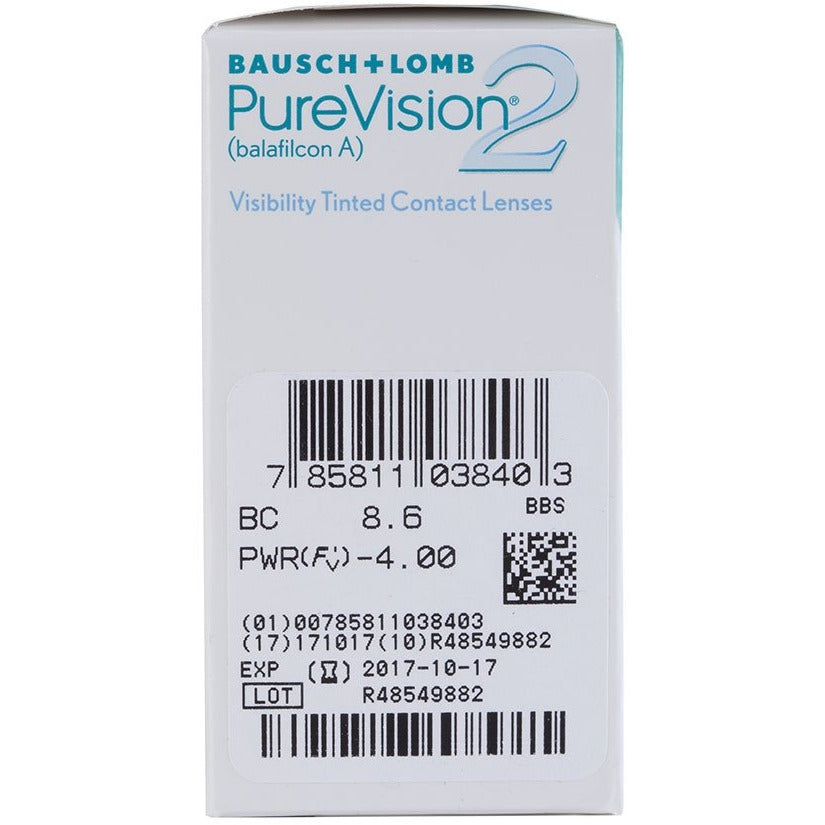 BAUSCH+LOMB
PureVision®2
(balafilcon A)
Visibility Tinted Contact Lenses
7 85811 03840 3
BBS
BC 8.6
PWR(F'v)-4.00
(01)00785811038403
(17)171017(10)R48549882
EXP 2017-10-17
LOT R48549882